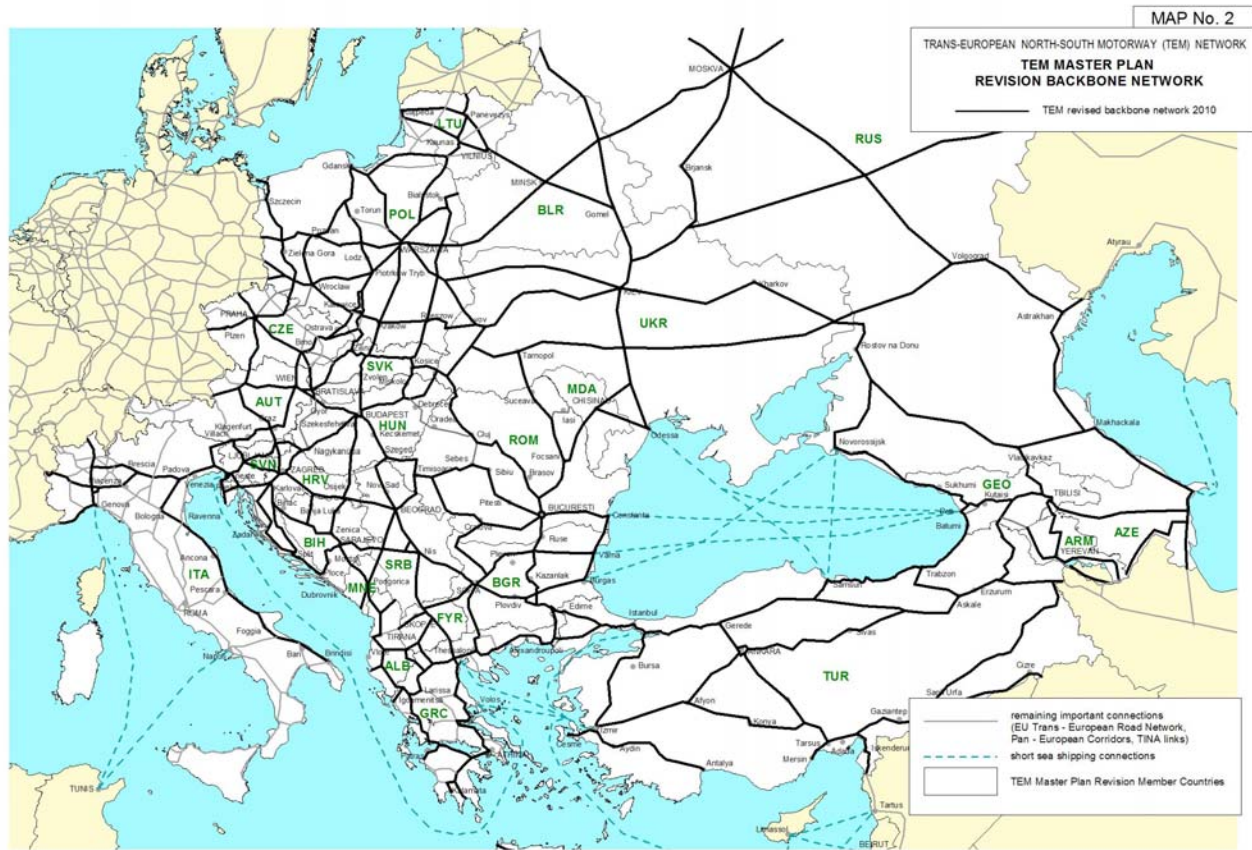 MAP No. 2
TRANS-EUROPEAN NORTH-SOUTH MOTORWAY (TEM) NETWORK
TEM MASTER PLAN
REVISION BACKBONE NETWORK
TEM revised backbone network 2010
MOSKVA
RUS
Panevezys
LTU
Kaunas
VILNIUS
Gdansk
MINSK
Brjansk
Szczecin
Bialystok
Torun
POL
BLR
Gomel
Poznan
WARSZAWA
Zielena Gora
Lodz
Volgograd
Atyrau
Piotrkow Tryb
Wroclaw
Kharkov
Katowice
Astrakhan
PRAHA
Krakow
Rzeszow
UKR
CZE
Ostrava
Plzen
Brno
Rostov na Donu
Tarnopol
SVK
Kosice
Zvolen
WIEN
MDA
BRATISLAVA
AUT
Debrecen
Suceava
CHISINAU
Gyor
BUDAPEST
Iasi
Makhackala
Szekesfehervar
HUN
Oradea
Klagenfurt
Kecskemet
Cluj
ROM
Odessa
Novorossijsk
Villach
Nagykanizsa
Szeged
Focsani
Vladikavkaz
Brescia
Padova
SVN
ZAGREB
Timisoara
Sebes
Sibiu
Brasov
Sukhumi
GEO
Piacenza
Venezia
HRV
Osijek
Kutaisi
TBILISI
Genova
Karlovac
Novi Sad
Pitesti
Poti
Bologna
Ravenna
Banja Luka
BEOGRAD
BUCURESTI
Constanta
Batumi
ARM
AZE
Zadar
Zenica
Craiova
Ruse
YEREVAN
BIH
SARAJEVO
Ancona
Split
Nis
Varna
ITA
SRB
Ploce
Kazanlak
Trabzon
Pescara
MNE
Podgorica
SOFIA
BGR
Burgas
Samsun
Erzurum
Dubrovnik
Plovdiv
Askale
ROMA
FYR.
Edirne
Istanbul
Gerede
Foggia
TIRANA
Sivas
Alexandroupoli
Bari
Brindisi
Vlore
ANKARA
Napoli
ALB
Bursa
Cizre
TUR
Larissa
Igoumenitsa
Volos
Afyon
Sanli Urfa
GRC
Gaziantep
Izmir
Konya
Cesme
Tarsus
Adana
Iskenderun
Aydin
Mersin
Antalya
Kalamata
TUNIS
Tartus
Limassol
BEIRUT
remaining important connections
(EU Trans - European Road Network,
Pan - European Corridors, TINA links)
short sea shipping connections
TEM Master Plan Revision Member Countries